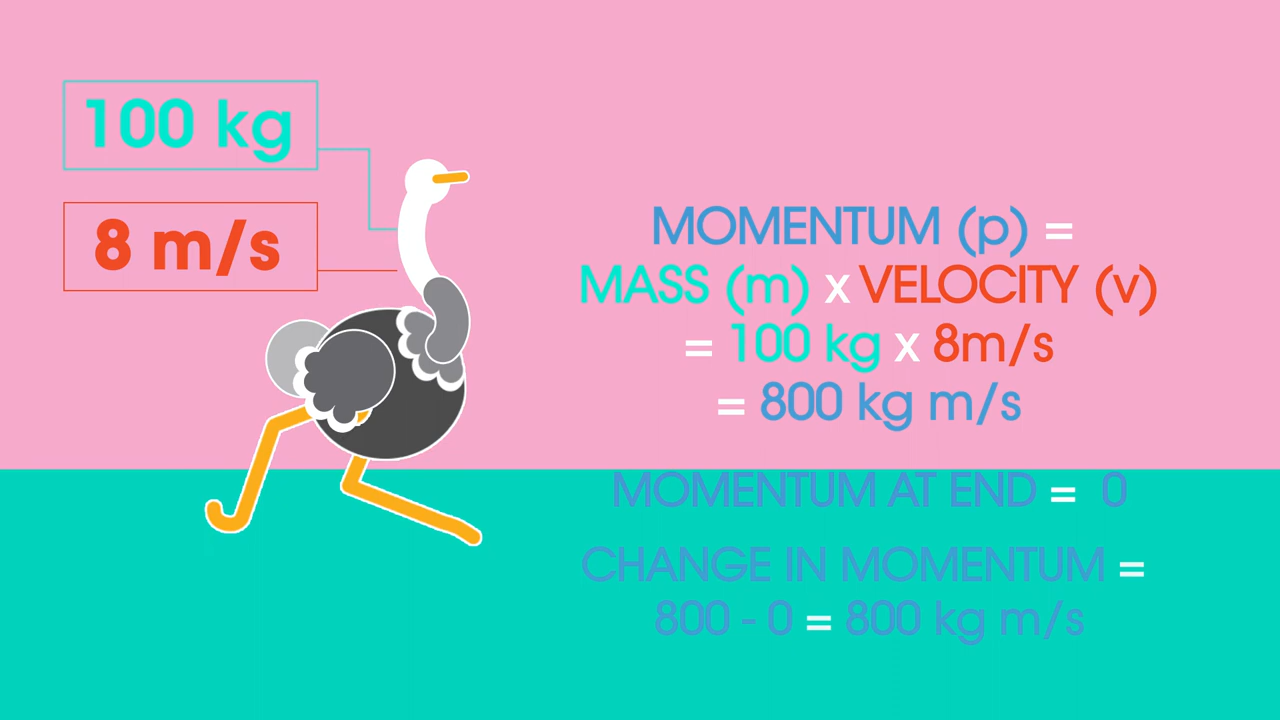 100 kg
8 m/s
MOMENTUM (p) =
MASS (m) x VELOCITY (v)
= 100 kg x 8m/s
= 800 kg m/s
MOMENTUM AT END = 0
CHANGE IN MOMENTUM =
800 - 0 = 800 kg m/s